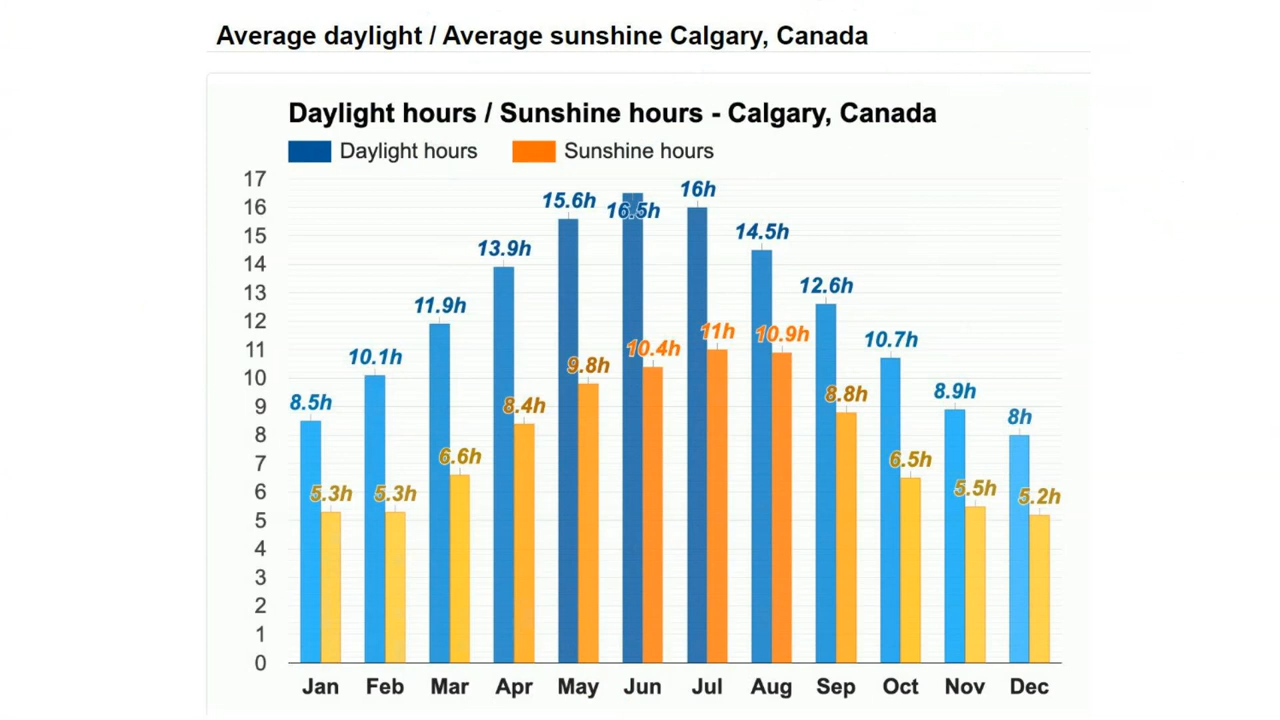 Average daylight / Average sunshine Calgary, Canada
Daylight hours / Sunshine hours - Calgary, Canada
Daylight hours
Sunshine hours
17
16
15
14
13
12
11
10
9
8
7
6
5
4
3
2
1
0
8.5h
5.3h
10.1h
5.3h
11.9h
6.6h
13.9h
8.4h
15.6h
9.8h
16.5h
10.4h
16h
11h
14.5h
10.9h
12.6h
8.8h
10.7h
6.5h
8.9h
5.5h
8h
5.2h
Jan Feb Mar Apr May Jun Jul Aug Sep Oct Nov Dec